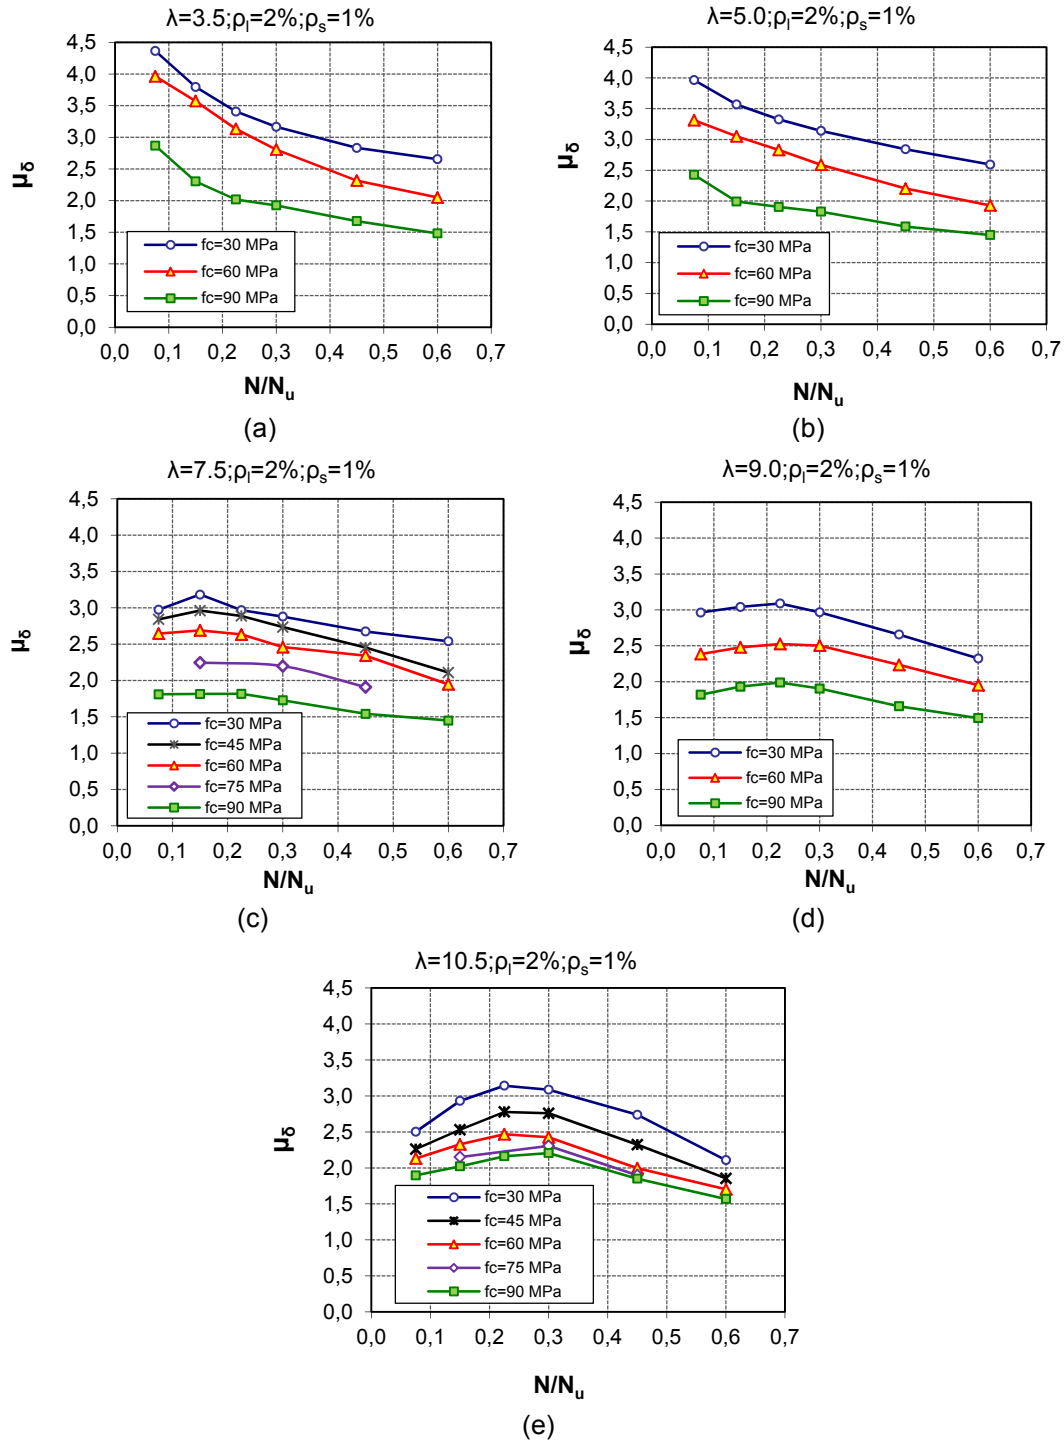 λ=3.5;ρl=2%;ρs=1%
4,5
4,0
3,5
3,0
2,5
2,0
1,5
1,0
0,5
0,0
μδ
fc=30 MPa
fc=60 MPa
fc=90 MPa
0,0 0,1 0,2 0,3 0,4 0,5 0,6 0,7
N/Nu
(a)
λ=5.0;ρl=2%;ρs=1%
4,5
4,0
3,5
3,0
2,5
2,0
1,5
1,0
0,5
0,0
μδ
fc=30 MPa
fc=60 MPa
fc=90 MPa
0,0 0,1 0,2 0,3 0,4 0,5 0,6 0,7
N/Nu
(b)
λ=7.5;ρl=2%;ρs=1%
4,5
4,0
3,5
3,0
2,5
2,0
1,5
1,0
0,5
0,0
μδ
fc=30 MPa
fc=45 MPa
fc=60 MPa
fc=75 MPa
fc=90 MPa
0,0 0,1 0,2 0,3 0,4 0,5 0,6 0,7
N/Nu
(c)
λ=9.0;ρl=2%;ρs=1%
4,5
4,0
3,5
3,0
2,5
2,0
1,5
1,0
0,5
0,0
μδ
fc=30 MPa
fc=60 MPa
fc=90 MPa
0,0 0,1 0,2 0,3 0,4 0,5 0,6 0,7
N/Nu
(d)
λ=10.5;ρl=2%;ρs=1%
4,5
4,0
3,5
3,0
2,5
2,0
1,5
1,0
0,5
0,0
μδ
fc=30 MPa
fc=45 MPa
fc=60 MPa
fc=75 MPa
fc=90 MPa
0,0 0,1 0,2 0,3 0,4 0,5 0,6 0,7
N/Nu
(e)